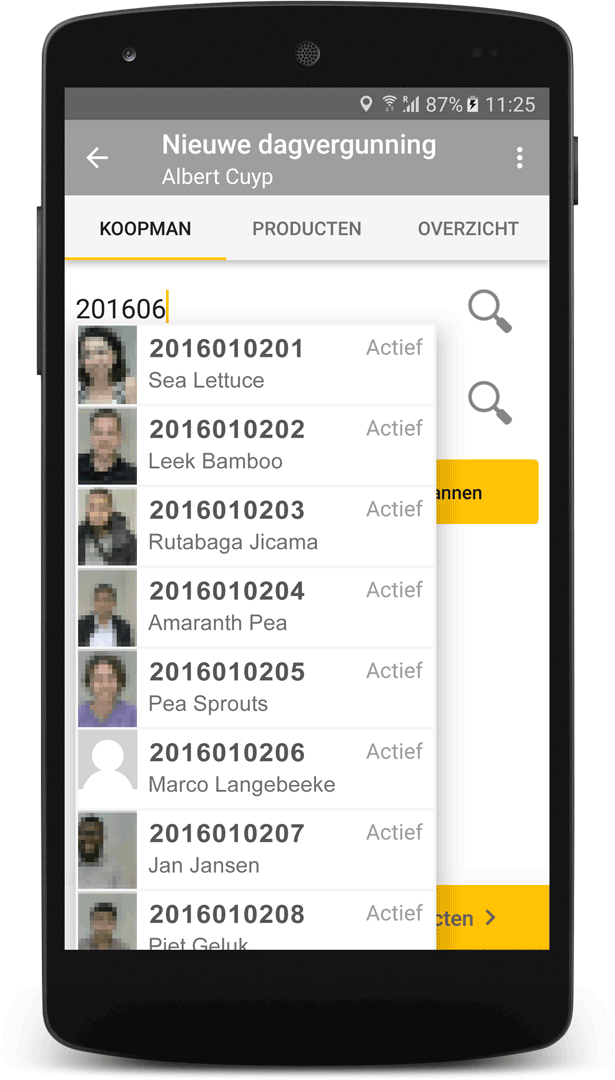 87% 11:25
Nieuwe dagvergunning
Albert Cuyp
KOOPMAN PRODUCTEN OVERZICHT
201606
2016010201 Actief
Sea Lettuce
2016010202 Actief
Leek Bamboo
annen
2016010203 Actief
Rutabaga Jicama
2016010204 Actief
Amaranth Pea
2016010205 Actief
Pea Sprouts
2016010206 Actief
Marco Langebeeke
2016010207 Actief
Jan Jansen
2016010208 Actief
cten
Piet Geluk